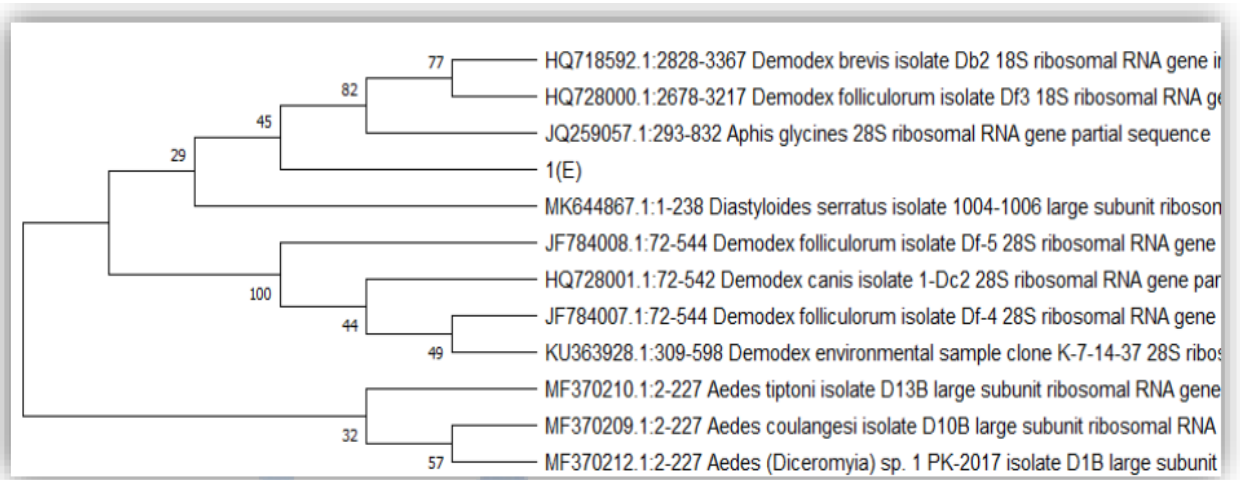 77
HQ718592.1:2828-3367 Demodex brevis isolate Db2 18S ribosomal RNA gene
82
HQ728000.1:2678-3217 Demodex folliculorum isolate Df3 18S ribosomal RNA
45
JQ259057.1:293-832 Aphis glycines 28S ribosomal RNA gene partial sequence
29
1(E)
MK644867.1:1-238 Diastyloides serratus isolate 1004-1006 large subunit
JF784008.1:72-544 Demodex folliculorum isolate Df-5 28S ribosomal RNA gene
100
HQ728001.1:72-542 Demodex canis isolate 1-Dc2 28S ribosomal RNA gene
44
JF784007.1:72-544 Demodex folliculorum isolate Df-4 28S ribosomal RNA gene
49
KU363928.1:309-598 Demodex environmental sample clone K-7-14-37 28S
MF370210.1:2-227 Aedes tiptoni isolate D13B large subunit ribosomal RNA gene
32
MF370209.1:2-227 Aedes coulangesi isolate D10B large subunit ribosomal RNA
57
MF370212.1:2-227 Aedes (Diceromyia) sp. 1 PK-2017 isolate D1B large subunit